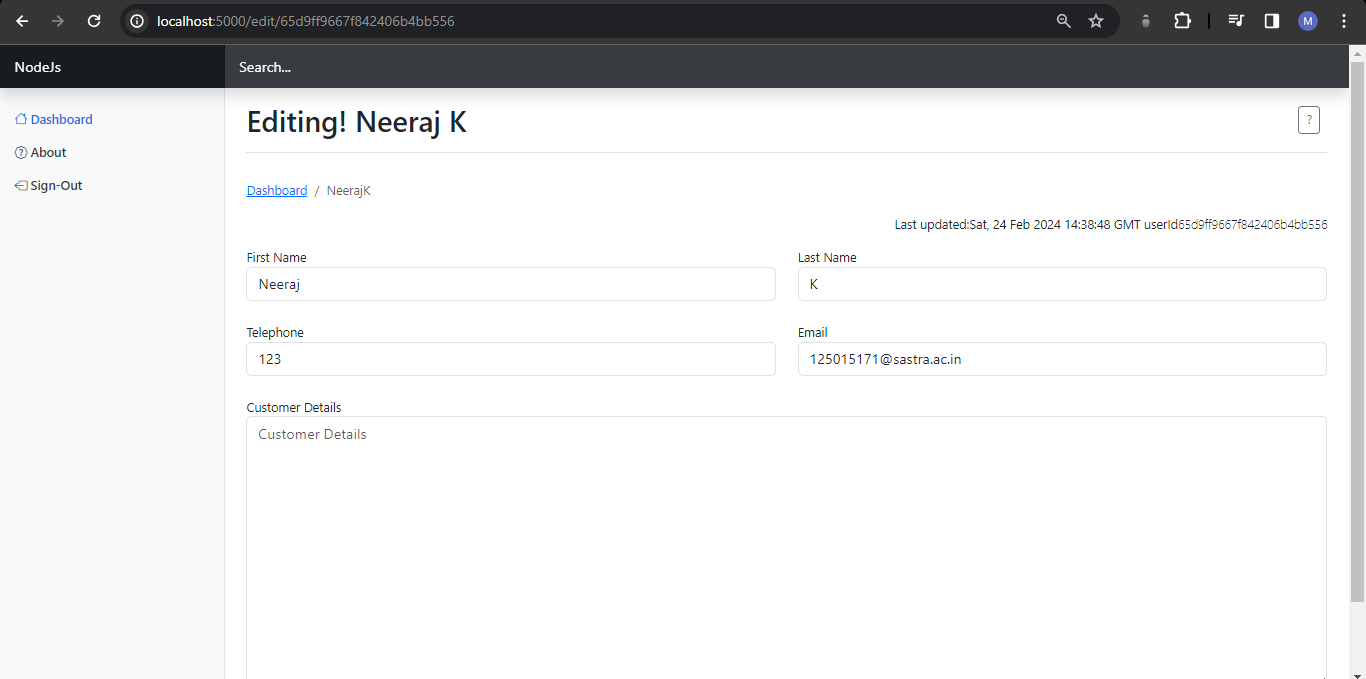 localhost:5000/edit/65d9ff9667f842406b4bb556
M
NodeJs
Search...
Dashboard
About
Sign-Out
Editing! Neeraj K
?
Dashboard / NeerajK
Last updated:Sat, 24 Feb 2024 14:38:48 GMT userId65d9ff9667f842406b4bb556
First Name
Last Name
Neeraj
K
Telephone
Email
123
125015171@sastra.ac.in
Customer Details
Customer Details